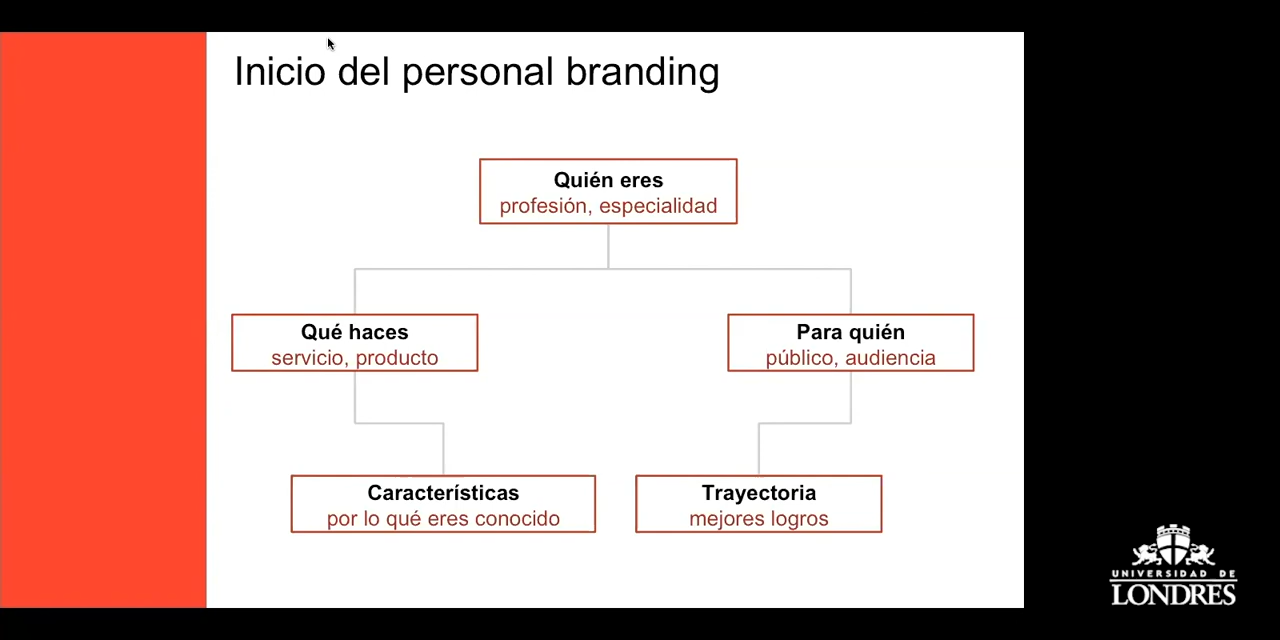 Inicio del personal branding
Quién eres
profesión, especialidad
Qué haces
servicio, producto
Para quién
público, audiencia
Características
por lo qué eres conocido
Trayectoria
mejores logros
UNIVERSIDAD DE
LONDRES